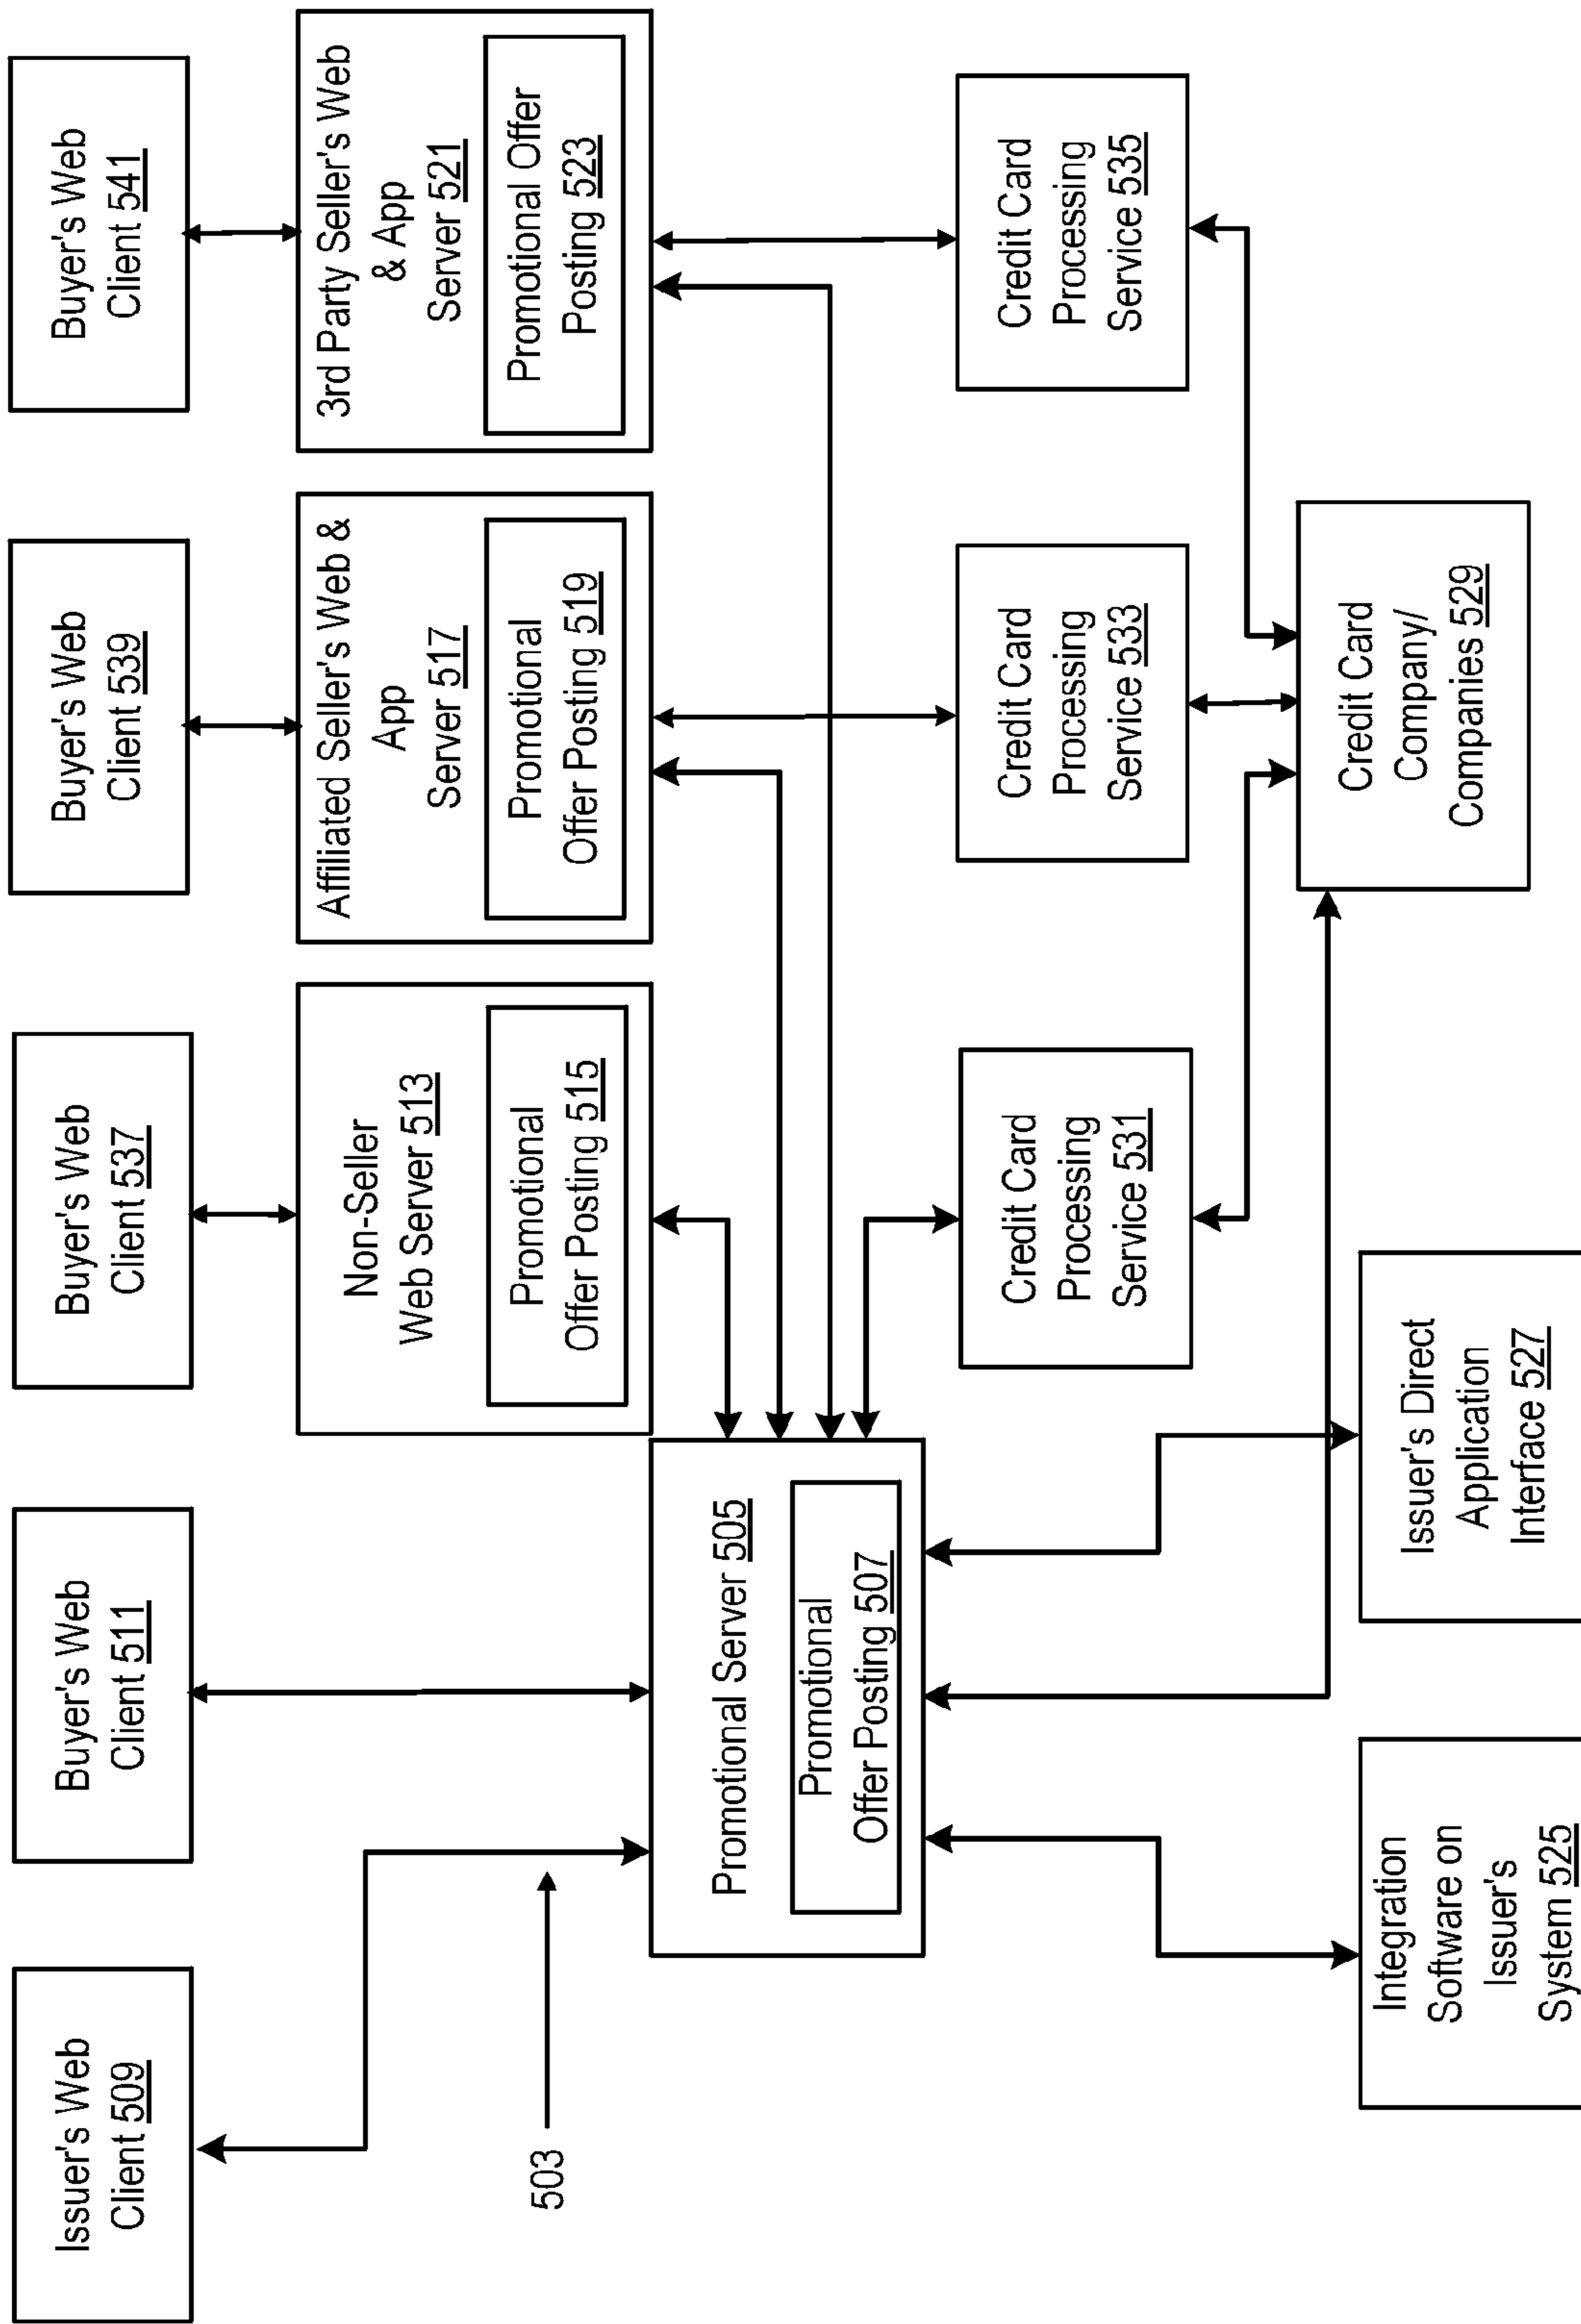 Issuer's Web
Client 509
Buyer's Web
Client 511
Buyer's Web
Client 537
Buyer's Web
Client 539
Buyer's Web
Client 541
Non-Seller
Web Server 513
Promotional
Offer Posting 515
Affiliated Seller's Web &
App
Server 517
Promotional
Offer Posting 519
3rd Party Seller's Web
& App
Server 521
Promotional Offer
Posting 523
503
Promotional Server 505
Promotional
Offer Posting 507
Credit Card
Processing
Service 531
Credit Card
Processing
Service 533
Credit Card
Processing
Service 535
Integration
Software on
Issuer's
System 525
Issuer's Direct
Application
Interface 527
Credit Card
Company/
Companies 529